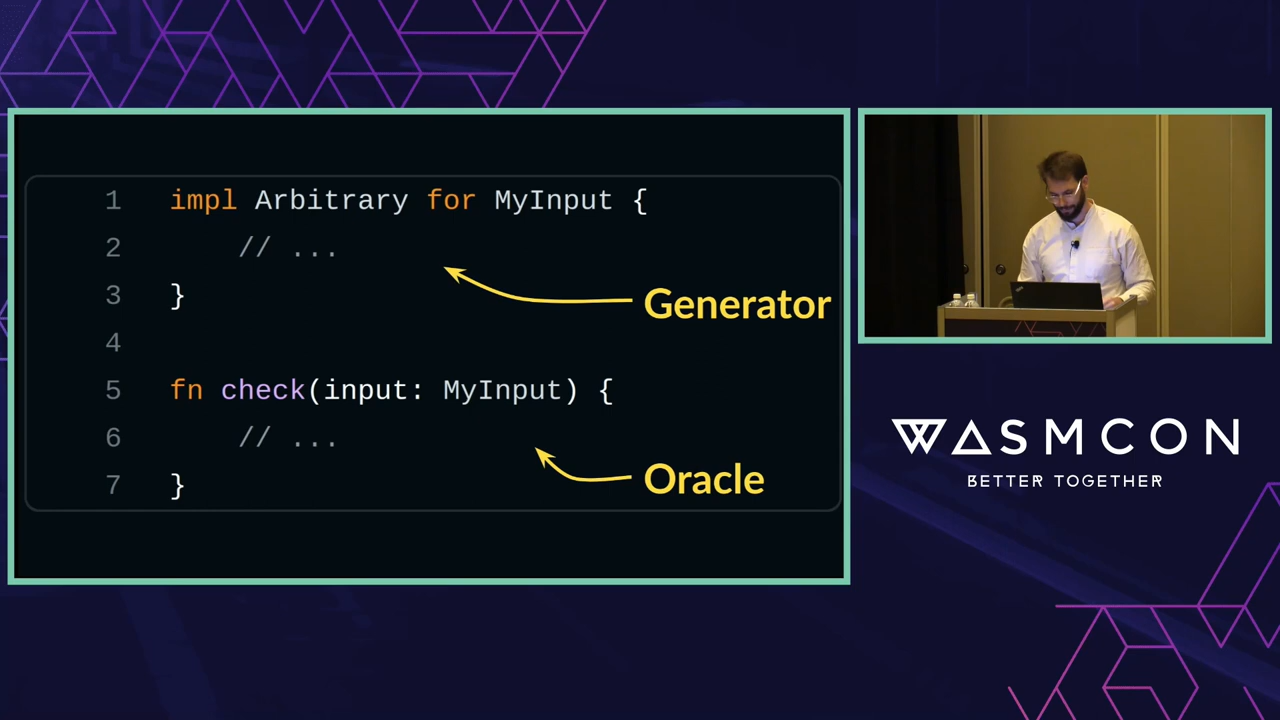 1 impl Arbitrary for MyInput {
2 // ...
3 }
Generator
4
5 fn check(input: MyInput) {
6 // ...
7 }
Oracle
WASMCON
BETTER TOGETHER